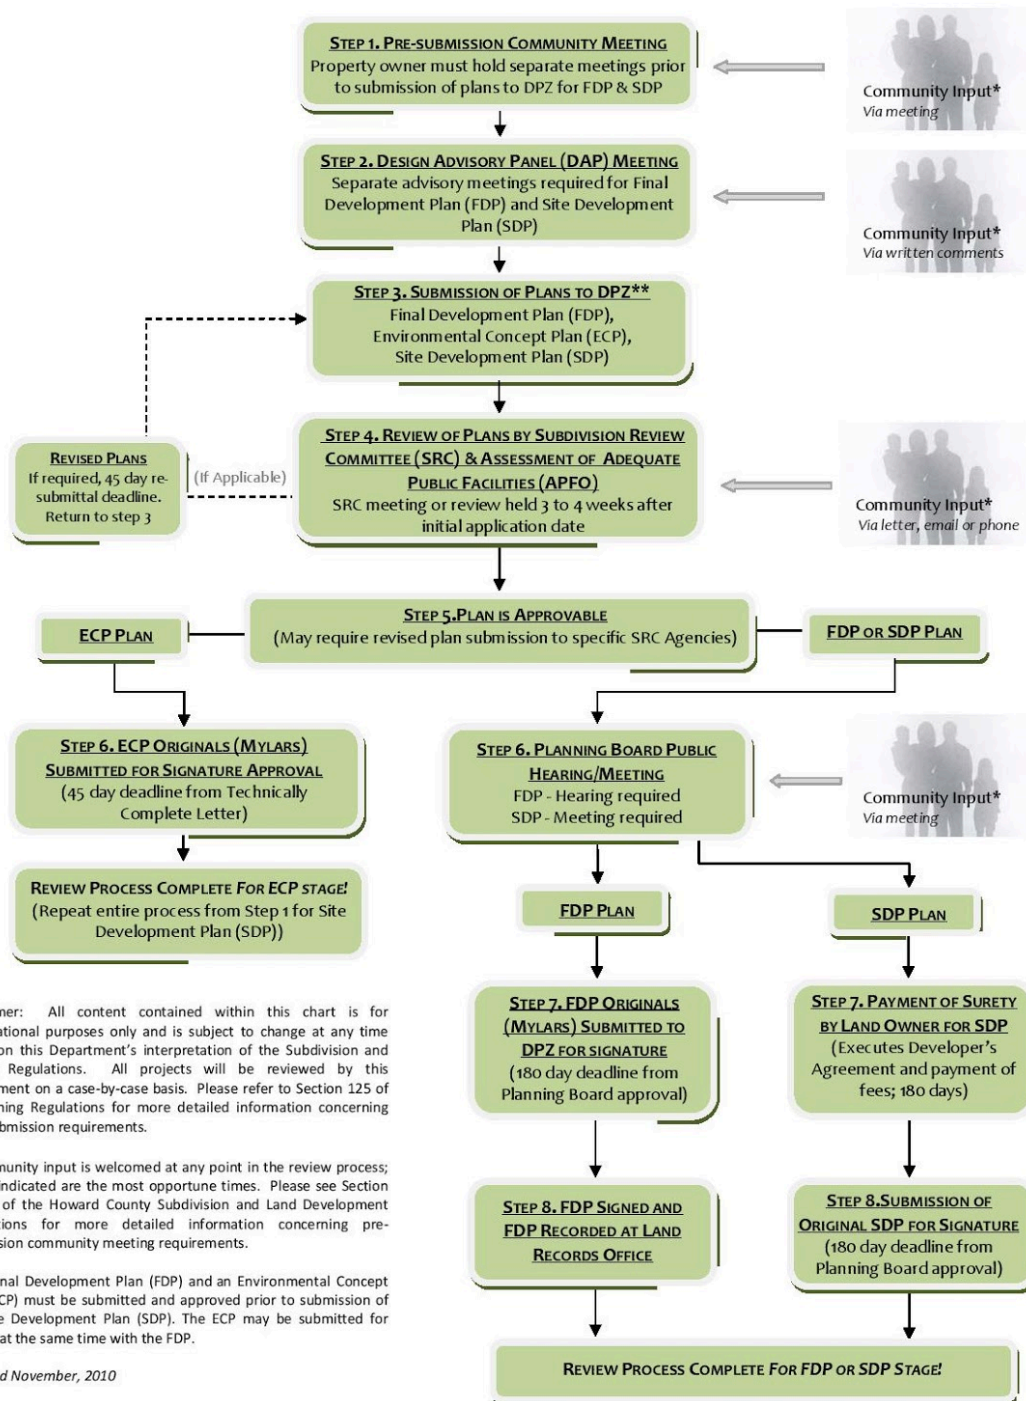 STEP 1. PRE-SUBMISSION COMMUNITY MEETING
Property owner must hold separate meetings prior
to submission of plans to DPZ for FDP & SDP
Community Input*
Via meeting
STEP 2. DESIGN ADVISORY PANEL (DAP) MEETING
Separate advisory meetings required for Final
Development Plan (FDP) and Site Development
Plan (SDP)
Community Input*
Via written comments
STEP 3. SUBMISSION OF PLANS TO DPZ**
Final Development Plan (FDP),
Environmental Concept Plan (ECP),
Site Development Plan (SDP)
REVISED PLANS
If required, 45 day re-
submittal deadline.
Return to step 3
(If Applicable)
STEP 4. REVIEW OF PLANS BY SUBDIVISION REVIEW
COMMITTEE (SRC) & ASSESSMENT OF ADEQUATE
PUBLIC FACILITIES (APFO)
SRC meeting or review held 3 to 4 weeks after
initial application date
Community Input*
Via letter, email or phone
STEP 5.PLAN IS APPROVABLE
(May require revised plan submission to specific SRC Agencies)
ECP PLAN
FDP OR SDP PLAN
STEP 6. ECP ORIGINALS (MYLARS)
SUBMITTED FOR SIGNATURE APPROVAL
(45 day deadline from Technically
Complete Letter)
STEP 6. PLANNING BOARD PUBLIC
HEARING/MEETING
FDP - Hearing required
SDP - Meeting required
Community Input*
Via meeting
REVIEW PROCESS COMPLETE FOR ECP STAGE!
(Repeat entire process from Step 1 for Site
Development Plan (SDP))
FDP PLAN
SDP PLAN
STEP 7. FDP ORIGINALS
(MYLARS) SUBMITTED TO
DPZ FOR SIGNATURE
(180 day deadline from
Planning Board approval)
STEP 7. PAYMENT OF SURETY
BY LAND OWNER FOR SDP
(Executes Developer's
Agreement and payment of
fees; 180 days)
STEP 8. FDP SIGNED AND
FDP RECORDED AT LAND
RECORDS OFFICE
STEP 8.SUBMISSION OF
ORIGINAL SDP FOR SIGNATURE
(180 day deadline from
Planning Board approval)
REVIEW PROCESS COMPLETE FOR FDP OR SDP STAGE!
mer: All content contained within this chart is for
ational purposes only and is subject to change at any time
on this Department's interpretation of the Subdivision and
Regulations. All projects will be reviewed by this
ment on a case-by-case basis. Please refer to Section 125 of
ning Regulations for more detailed information concerning
bmission requirements.
munity input is welcomed at any point in the review process;
indicated are the most opportune times. Please see Section
of the Howard County Subdivision and Land Development
tions for more detailed information concerning pre-
sion community meeting requirements.
nal Development Plan (FDP) and an Environmental Concept
CP) must be submitted and approved prior to submission of
e Development Plan (SDP). The ECP may be submitted for
at the same time with the FDP.
d November, 2010